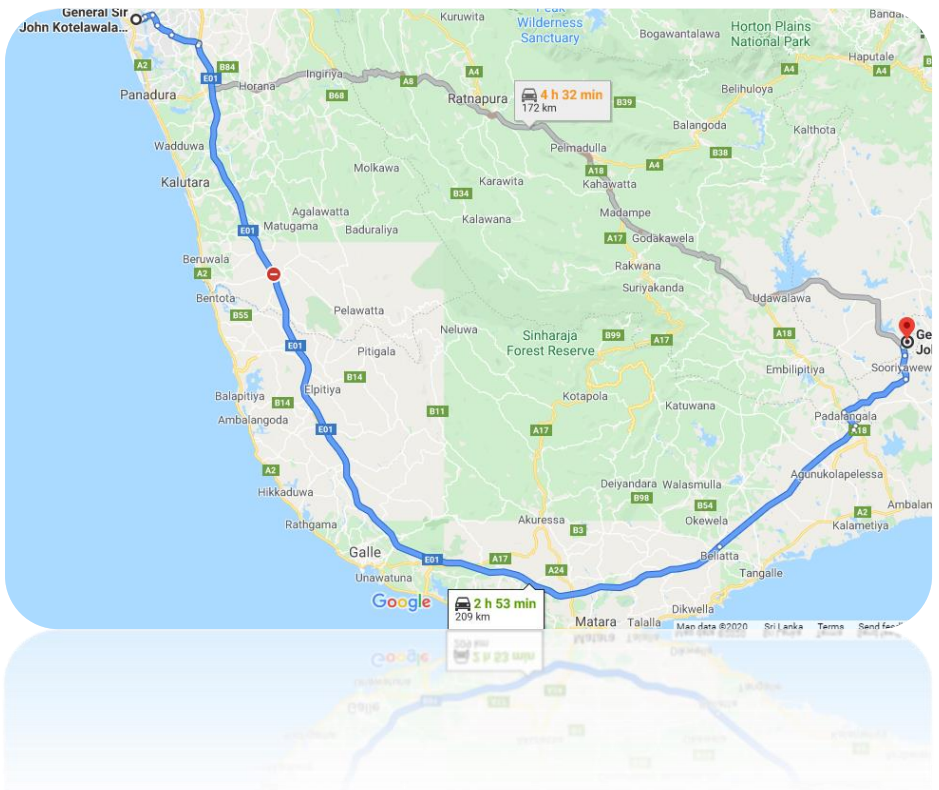 General Sir
John Kotelawala...
Kuruwita
Peak
Wilderness
Sanctuary
Bogawantalawa
Horton Plains
National Park
Haputale
A2
B84
E01
Horana
Ingiriya
B68
A8
A4
Ratnapura
4 h 32 min
172 km
B39
A4
A4
Belihuloya
Panadura
Balangoda
Kalthota
Wadduwa
Pelmadulla
B38
Molkawa
A18
A4
Kalutara
Karawita
Kahawatta
B34
Agalawatta
Kalawana
Madampe
E01
Matugama
Baduraliya
A17
Godakawela
Beruwala
A2
Rakwana
Suriyakanda
Bentota
Udawalawa
B55
Pelawatta
Neluwa
Sinharaja
Forest Reserve
B99
A17
A18
E01
Pitigala
Embilipitiya
Sooriyawew
B14
Elpitiya
Balapitiya
B14
Kotapola
Katuwana
Ambalangoda
B11
Padalangala
E01
A17
A18
A2
Agunukolapelessa
Hikkaduwa
Deiyandara
Walasmulla
B98
B54
Rathgama
Akuressa
B3
Okewela
A2
Ambalan
Kalametiya
Galle
E01
A17
A24
Beliatta
Unawatuna
Tangalle
Google
2 h 53 min
209 km
Dikwella
Matara
Talalla
Map data ©2020
Sri Lanka
Terms